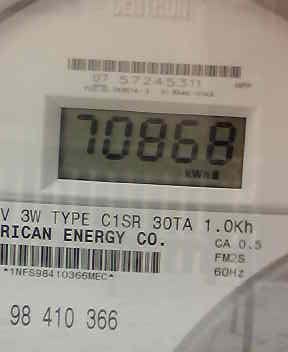 CENTRON
07 57245311
70868
kWh
V 3W TYPE C1SR 30TA 1.0Kh
RICAN ENERGY CO.
CA 0.5
FM2S
60Hz
*1NFS98410366MEC*
98 410 366